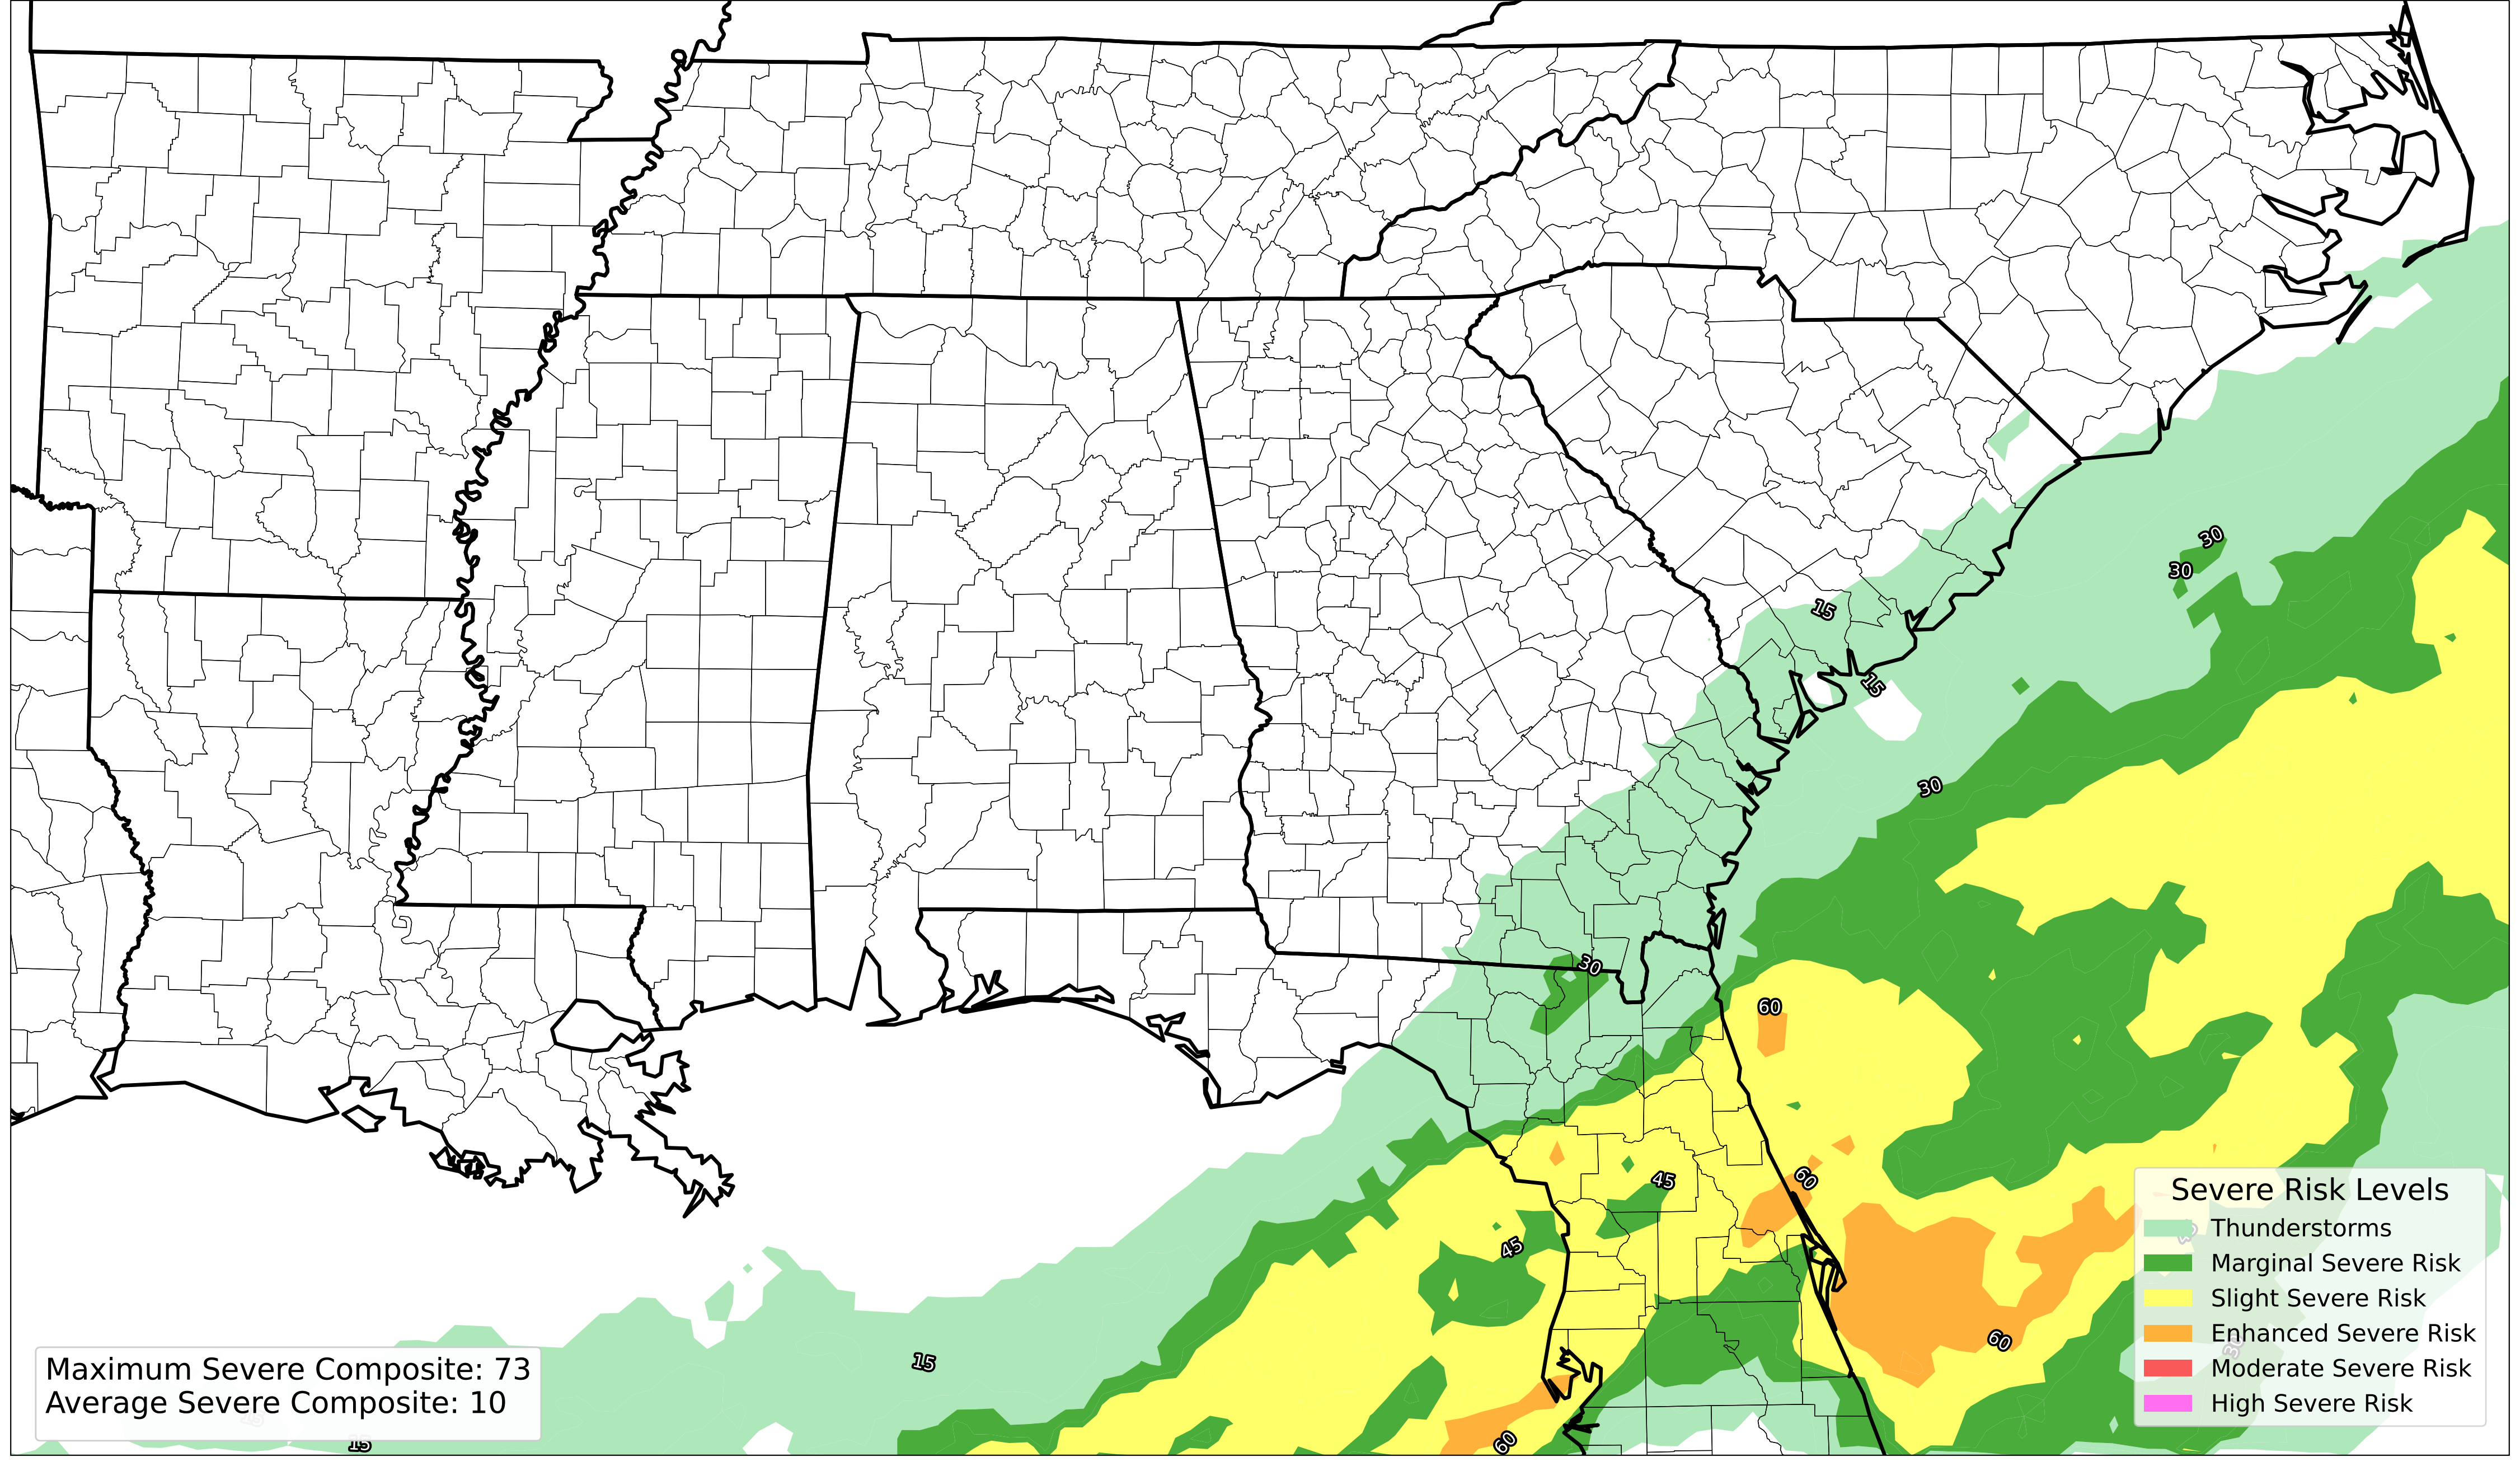 30
30
15
15
30
30
60
60
45
45
15
60
60
15
Severe Risk Levels
Thunderstorms
Marginal Severe Risk
Slight Severe Risk
Enhanced Severe Risk
Moderate Severe Risk
High Severe Risk
Maximum Severe Composite: 73
Average Severe Composite: 10